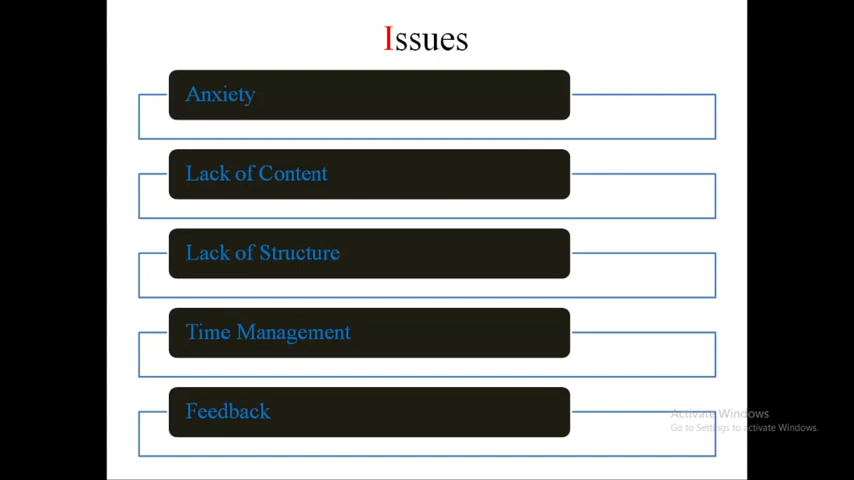 Issues
Anxiety
Lack of Content
Lack of Structure
Time Management
Feedback
Activate Windows
Go to Settings to activate Windows.